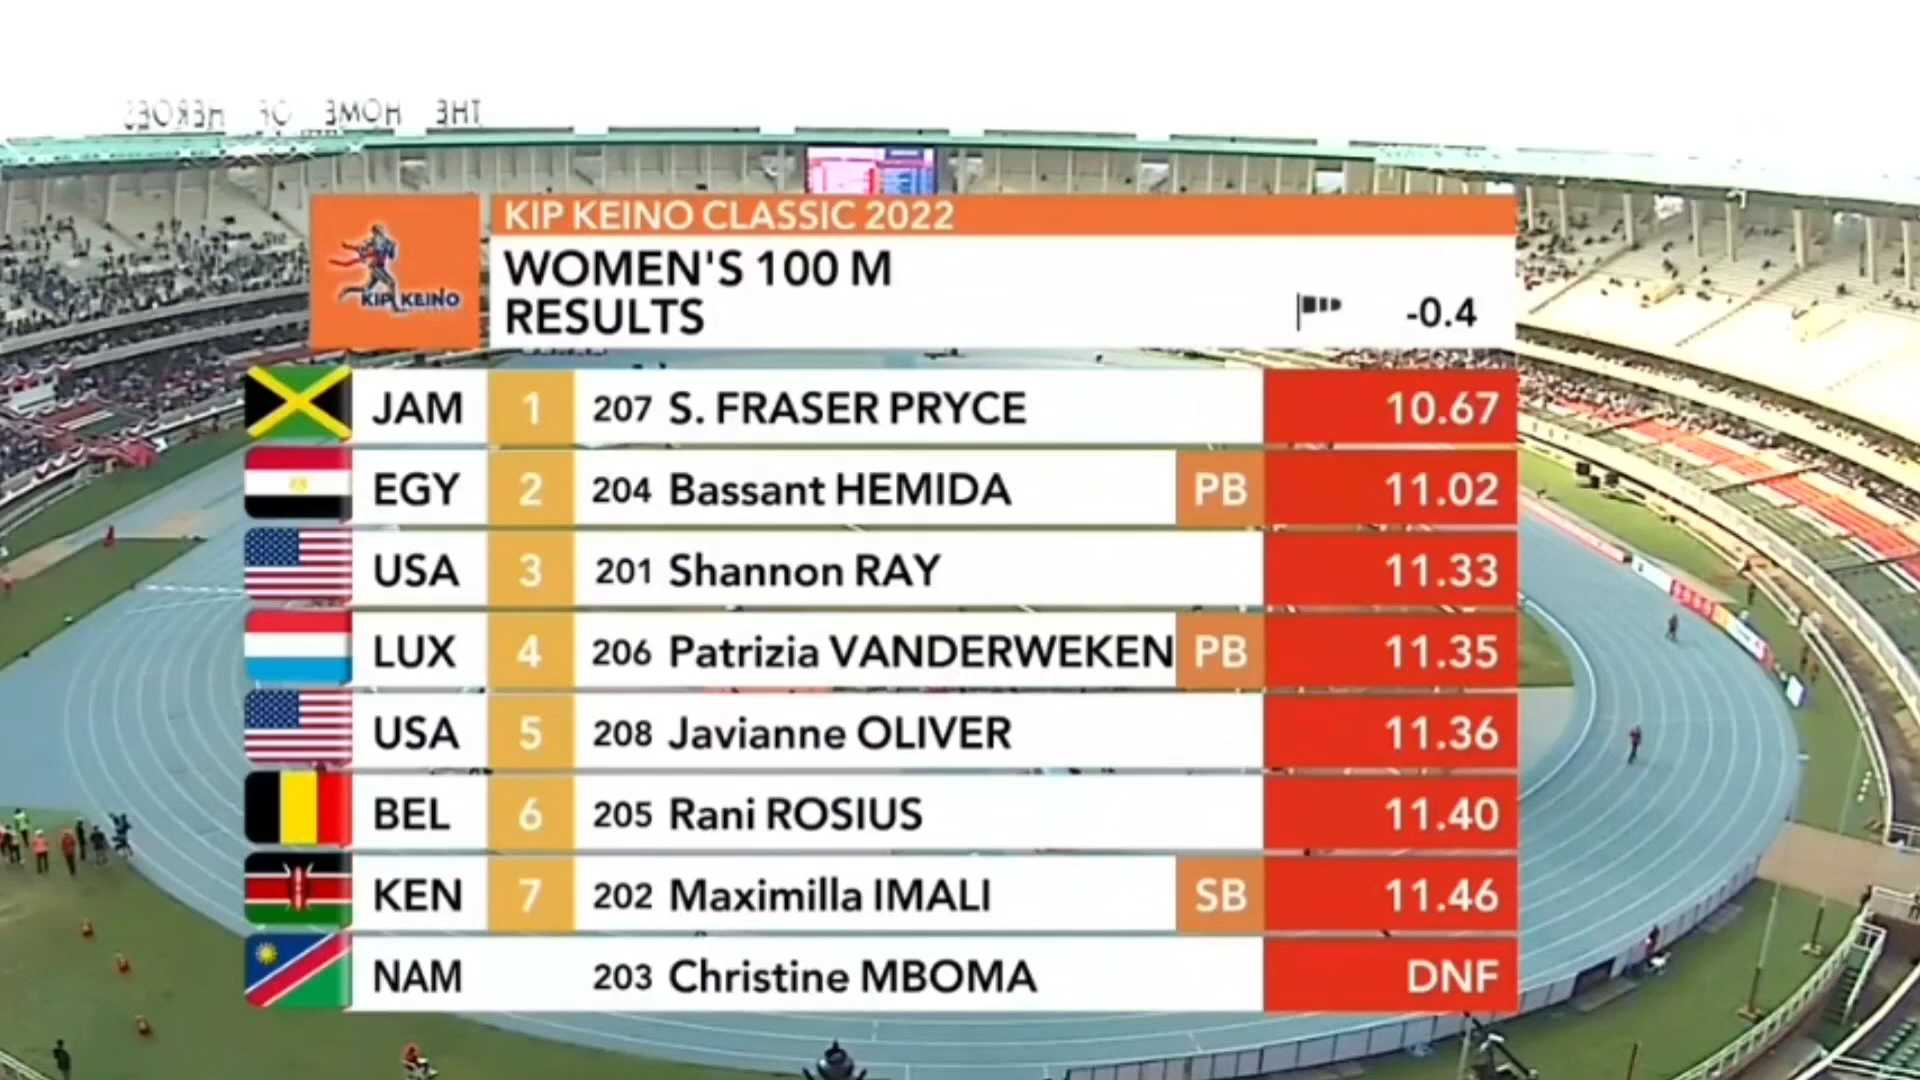 THE HOME OF HEROES
KIP KEINO
KIP KEINO CLASSIC 2022
WOMEN'S 100 M
RESULTS
-0.4
JAM 1 207 S. FRASER PRYCE 10.67
EGY 2 204 Bassant HEMIDA PB 11.02
USA 3 201 Shannon RAY 11.33
LUX 4 206 Patrizia VANDERWEKEN PB 11.35
USA 5 208 Javianne OLIVER 11.36
BEL 6 205 Rani ROSIUS 11.40
KEN 7 202 Maximilla IMALI SB 11.46
NAM 203 Christine MBOMA DNF